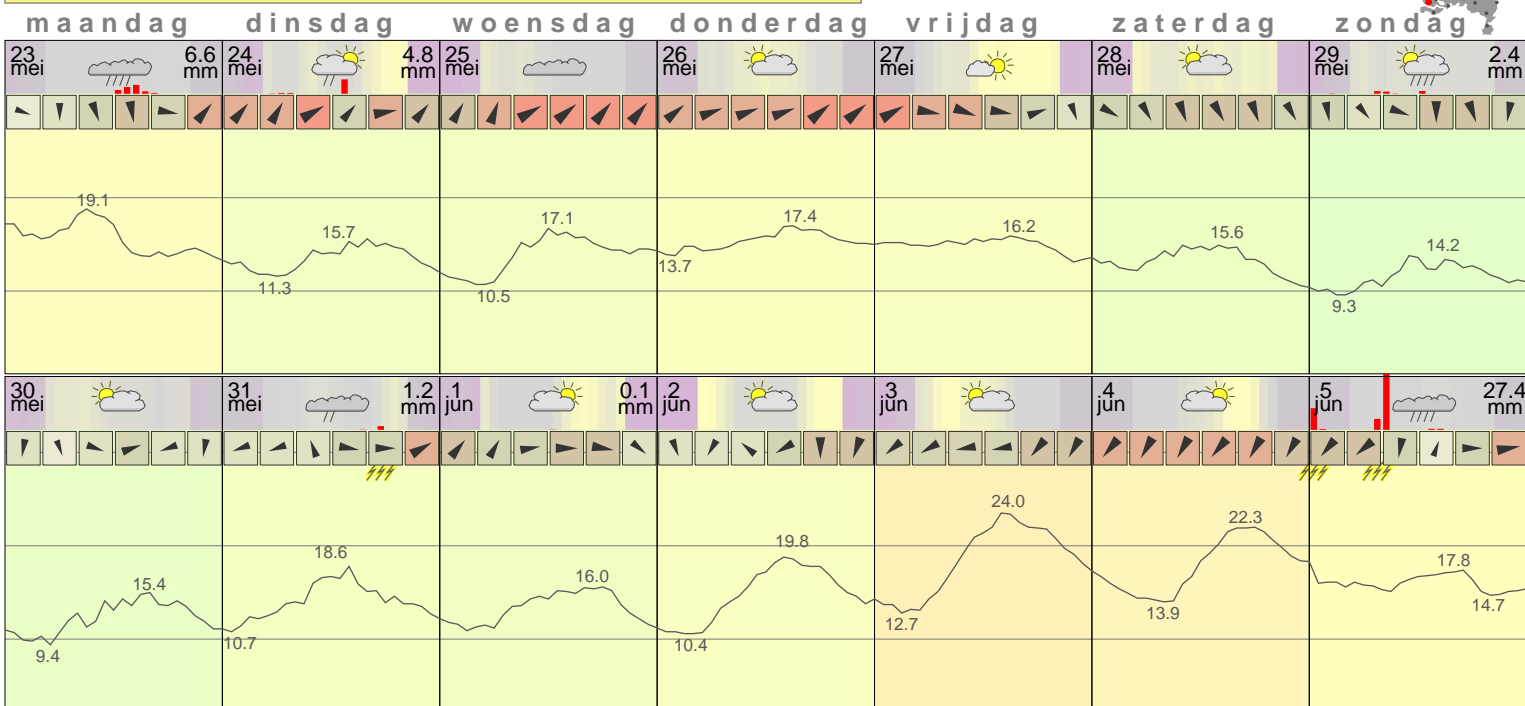 maandag dinsdag woensdag donderdag vrijdag zaterdag zondag
23 mei 6.6 mm 24 mei 4.8 mm 25 mei 26 mei 27 mei 28 mei 29 mei 2.4 mm
19.1 11.3 15.7 10.5 17.1 13.7 17.4 16.2 15.6 9.3 14.2
30 mei 31 mei 1.2 mm 1 jun 0.1 mm 2 jun 3 jun 4 jun 5 jun 27.4 mm
9.4 15.4 10.7 18.6 16.0 10.4 19.8 12.7 24.0 13.9 22.3 17.8 14.7